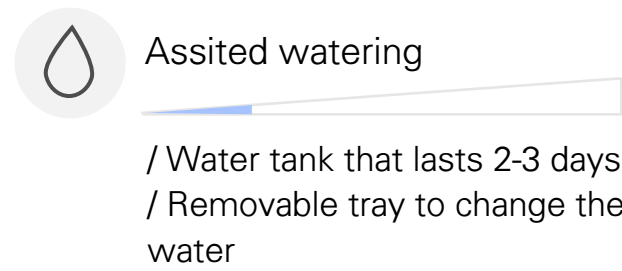 Assited watering
/ Water tank that lasts 2-3 days
/ Removable tray to change the
water